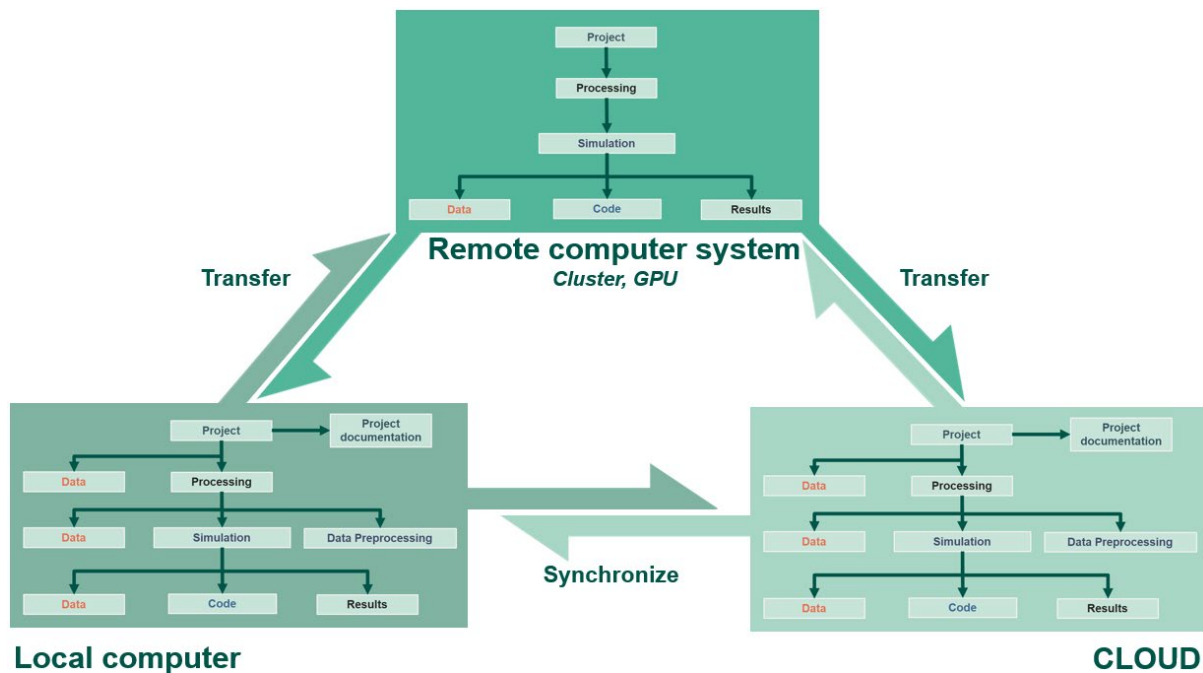 Project
Processing
Simulation
Data
Code
Results
Remote computer system
Cluster, GPU
Transfer
Transfer
Project
Project
documentation
Data
Processing
Data
Simulation
Data Preprocessing
Data
Code
Results
Local computer
Synchronize
Project
Project
documentation
Data
Processing
Data
Simulation
Data Preprocessing
Data
Code
Results
CLOUD